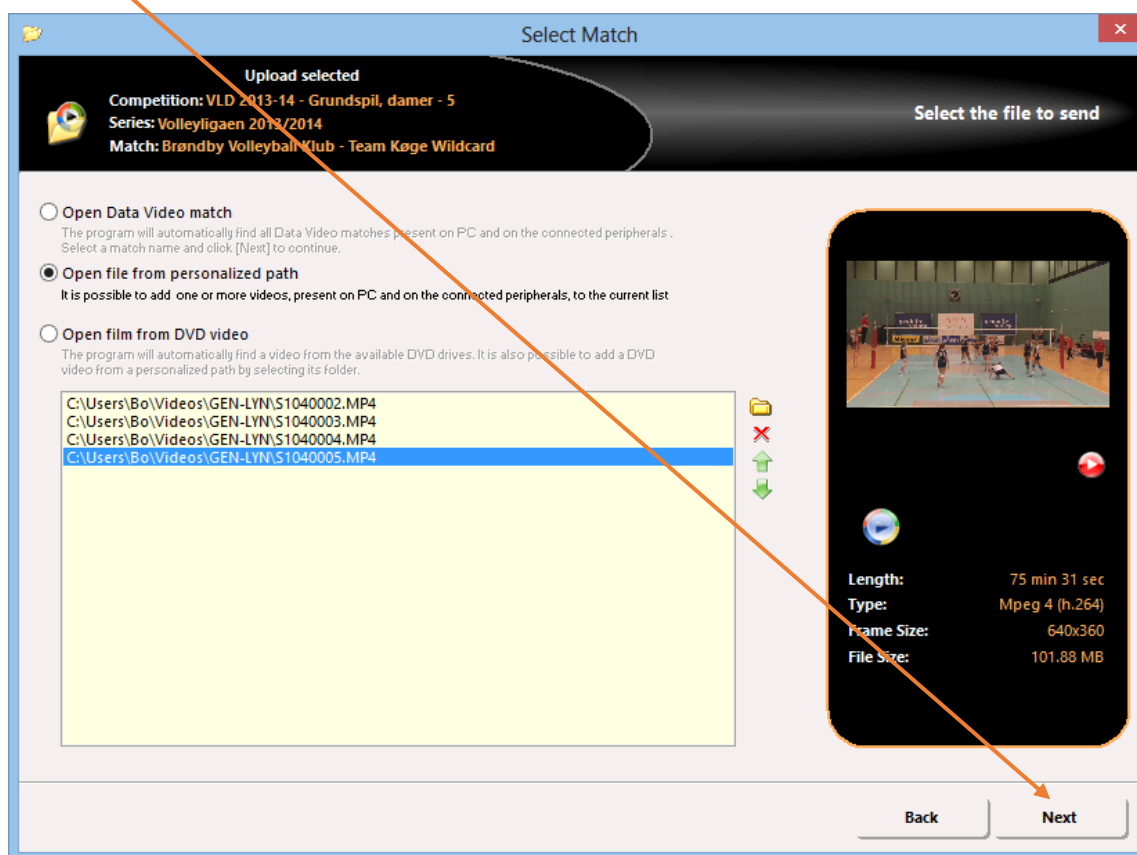 Select Match
Upload selected
Competition: VLD 2013-14 - Grundspil, damer - 5
Series: Volleyligaen 2013/2014
Match: Brøndby Volleyball Klub - Team Køge Wildcard
Select the file to send
Open Data Video match
The program will automatically find all Data Video matches present on PC and on the connected peripherals .
Select a match name and click [Next] to continue.
Open file from personalized path
It is possible to add one or more videos, present on PC and on the connected peripherals, to the current list
Open film from DVD video
The program will automatically find a video from the available DVD drives. It is also possible to add a DVD
video from a personalized path by selecting its folder.
C:\Users\Bo\Videos\GEN-LYN\S1040002.MP4
C:\Users\Bo\Videos\GEN-LYN\S1040003.MP4
C:\Users\Bo\Videos\GEN-LYN\S1040004.MP4
C:\Users\Bo\Videos\GEN-LYN\S1040005.MP4
Length: 75 min 31 sec
Type: Mpeg 4 (h.264)
Frame Size: 640x360
File Size: 101.88 MB
Back
Next